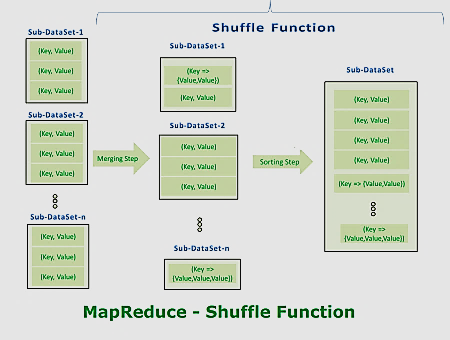 Shuffle Function
Sub-DataSet-1
(Key, Value)
(Key, Value)
(Key, Value)
Sub-DataSet-2
(Key, Value)
(Key, Value)
(Key, Value)
Sub-DataSet-n
(Key, Value)
(Key, Value)
(Key, Value)
Merging Step
Sub-DataSet-1
(Key =>
{Value,Value})
(Key, Value)
Sub-DataSet-2
(Key, Value)
(Key, Value)
(Key, Value)
Sub-DataSet-n
(Key =>
{Value,Value,Value})
Sorting Step
Sub-DataSet
(Key, Value)
(Key, Value)
(Key, Value)
(Key, Value)
(Key => {Value,Value})
(Key =>
{Value,Value,Value})
MapReduce - Shuffle Function